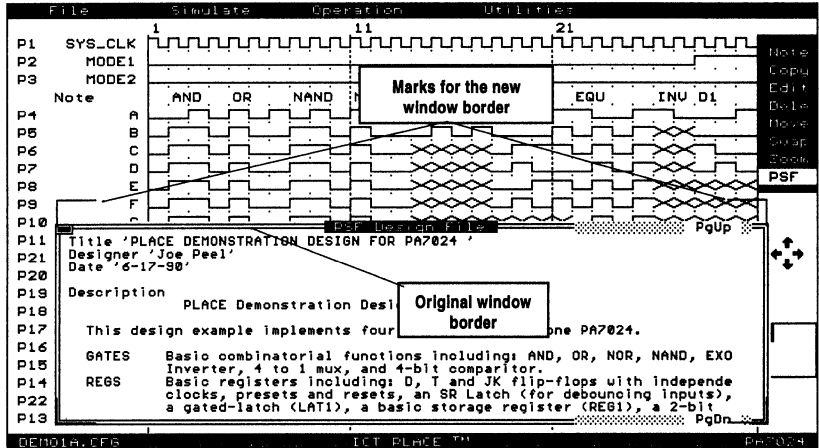 File Simulate Operation Utilities
1 11 21
P1 SYS_CLK
P2 MODE1
P3 MODE2
Note AND OR NAND EQU INV D1
P4 A
P5 B
P6 C
P7 D
P8 E
P9 F
P10
Marks for the new
window border
Note
Copy
Edit
Dele
Move
Swap
Zoom
PSF
PSF Design File PgUp
P11 Title 'PLACE DEMONSTRATION DESIGN FOR PA7024 '
P21 Designer 'Joe Peel'
P20 Date '6-17-90'
P19 Description
P18 PLACE Demonstration Desi
Original window
border
P17 This design example implements four one PA7024.
P16 GATES Basic combinatorial functions including: AND, OR, NOR, NAND, EXO
P15 Inverter, 4 to 1 mux, and 4-bit comparitor.
P14 REGS Basic registers including: D, T and JK flip-flops with independe
P22 clocks, presets and resets, an SR Latch (for debouncing inputs),
P13 a gated-latch (LAT1), a basic storage register (REG1), a 2-bit
PgDn
DEMO1A.CFG ICT PLACE TM PA7024